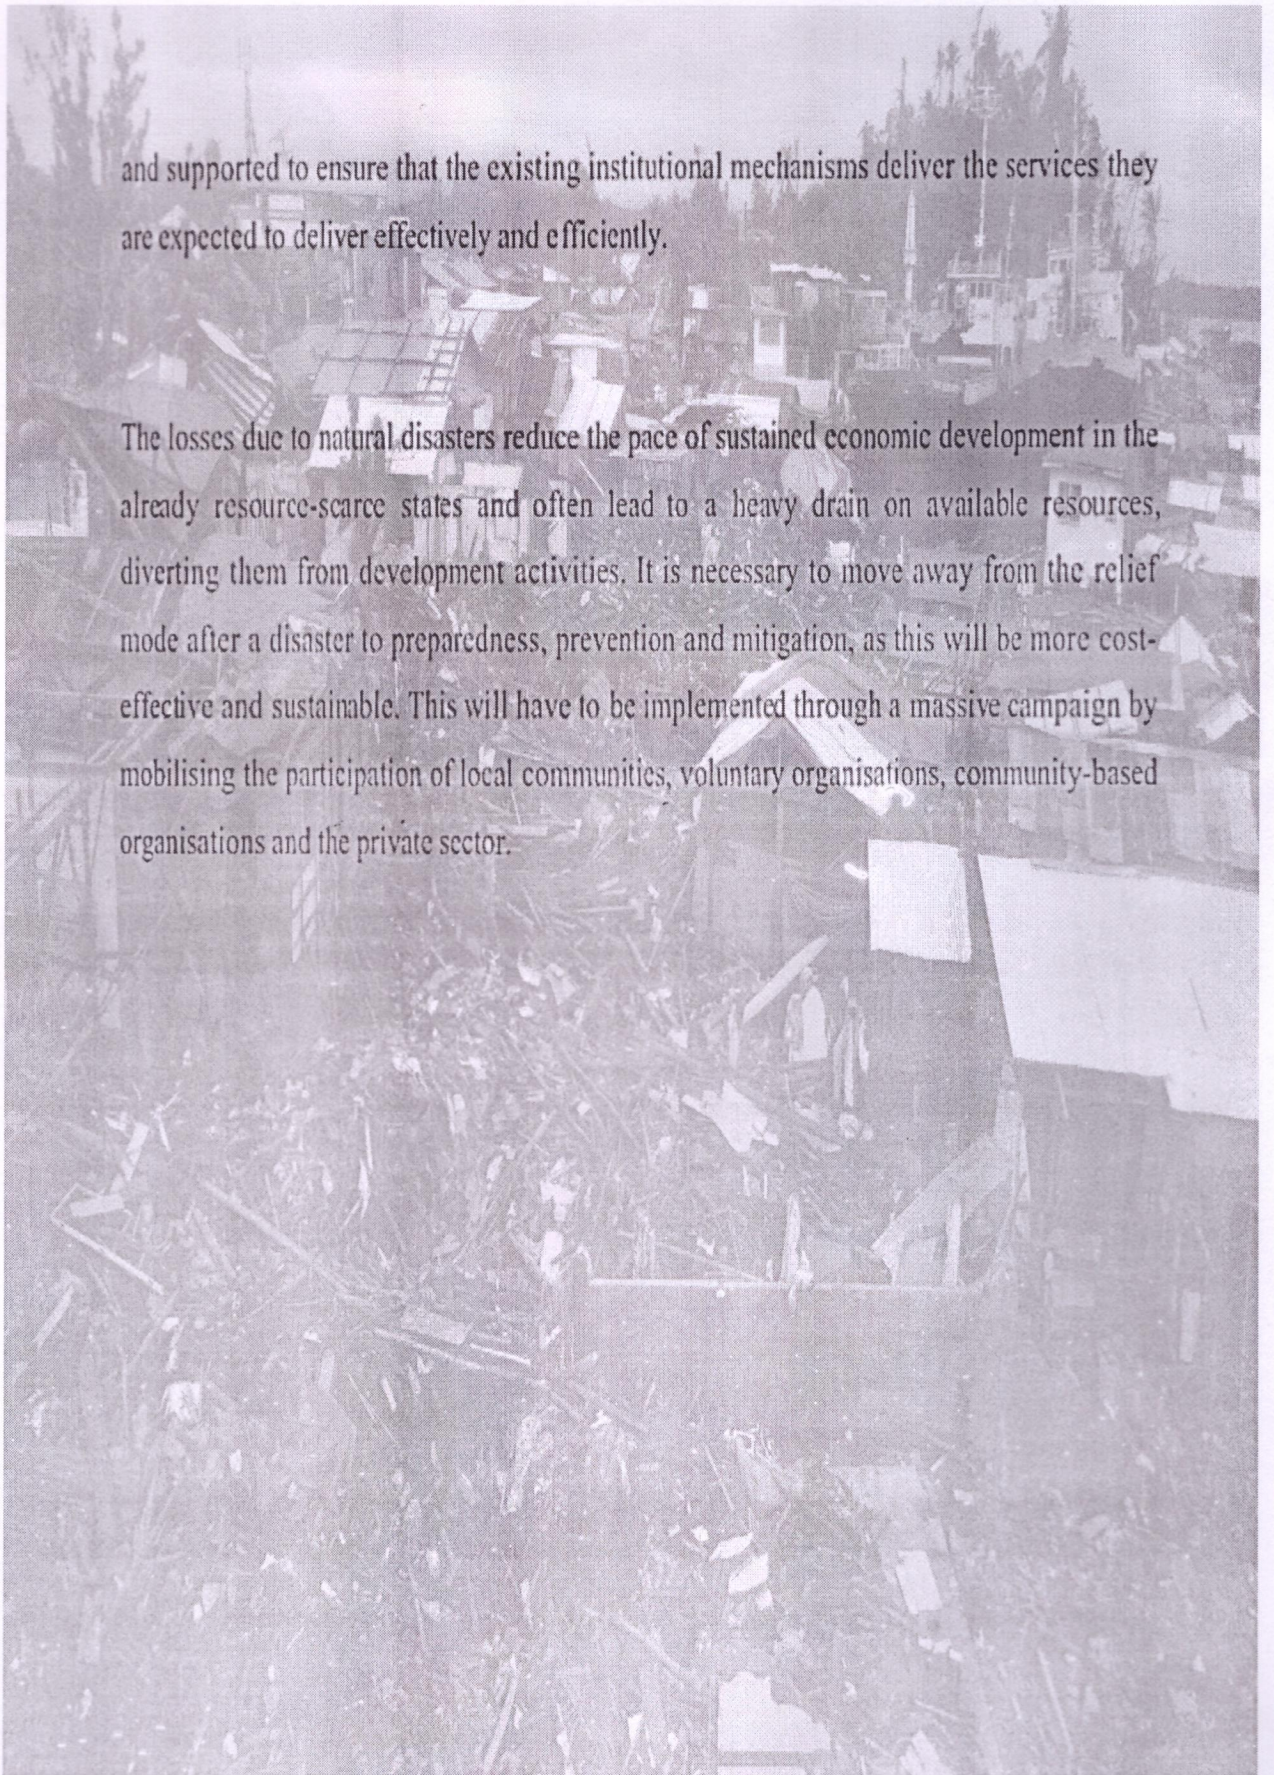 and supported to ensure that the existing institutional mechanisms deliver the services they
are expected to deliver effectively and efficiently.
The losses due to natural disasters reduce the pace of sustained economic development in the
already resource-scarce states and often lead to a heavy drain on available resources,
diverting them from development activities. It is necessary to move away from the relief
mode after a disaster to preparedness, prevention and mitigation, as this will be more cost-
effective and sustainable. This will have to be implemented through a massive campaign by
mobilising the participation of local communities, voluntary organisations, community-based
organisations and the private sector.